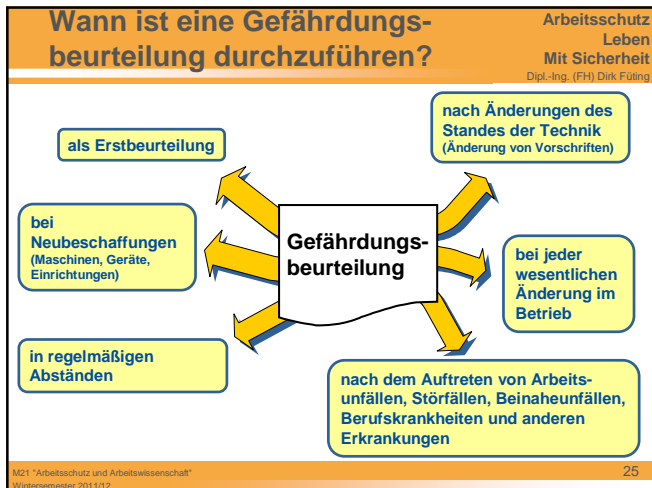 Wann ist eine Gefährdungs-
beurteilung durchzuführen?
Arbeitsschutz
Leben
Mit Sicherheit
Dipl.-Ing. (FH) Dirk Füting
als Erstbeurteilung
nach Änderungen des
Standes der Technik
(Änderung von Vorschriften)
bei
Neubeschaffungen
(Maschinen, Geräte,
Einrichtungen)
Gefährdungs-
beurteilung
bei jeder
wesentlichen
Änderung im
Betrieb
in regelmäßigen
Abständen
nach dem Auftreten von Arbeits-
unfällen, Störfällen, Beinaheunfällen,
Berufskrankheiten und anderen
Erkrankungen
M21 "Arbeitsschutz und Arbeitswissenschaft"
Wintersemester 2011/12
25